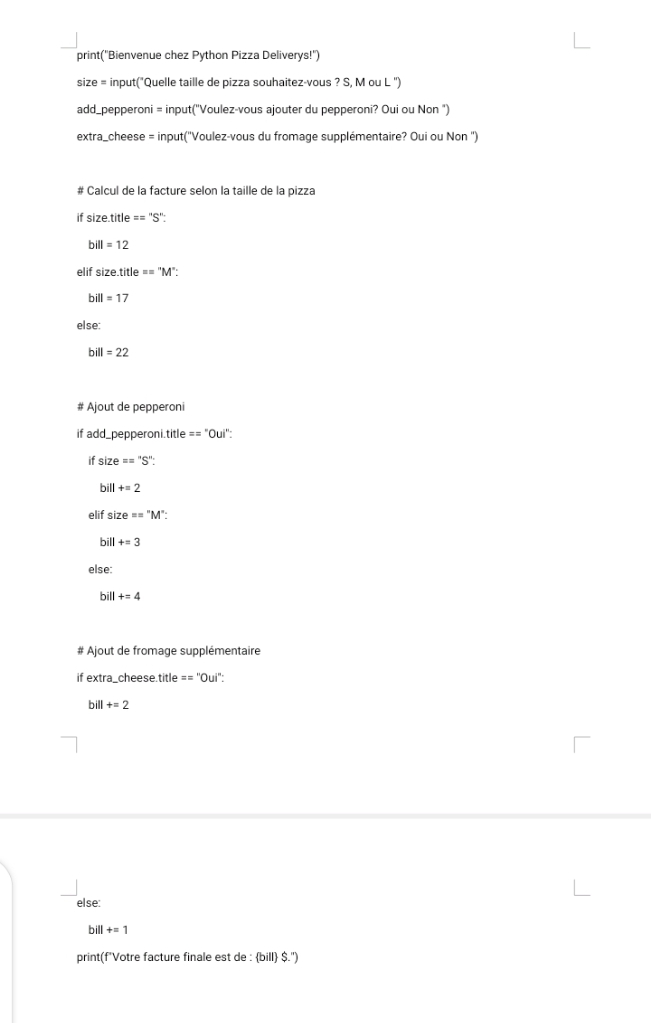 print("Bienvenue chez Python Pizza Deliverys!")
size = input("Quelle taille de pizza souhaitez-vous ? S, M ou L ")
add_pepperoni = input("Voulez-vous ajouter du pepperoni? Oui ou Non ")
extra_cheese = input("Voulez-vous du fromage supplémentaire? Oui ou Non ")
# Calcul de la facture selon la taille de la pizza
if size.title == "S":
    bill = 12
elif size.title == "M":
    bill = 17
else:
    bill = 22
# Ajout de pepperoni
if add_pepperoni.title == "Oui":
    if size == "S":
        bill += 2
    elif size == "M":
        bill += 3
    else:
        bill += 4
# Ajout de fromage supplémentaire
if extra_cheese.title == "Oui":
    bill += 2
else:
    bill += 1
print(f"Votre facture finale est de : {bill} $.")